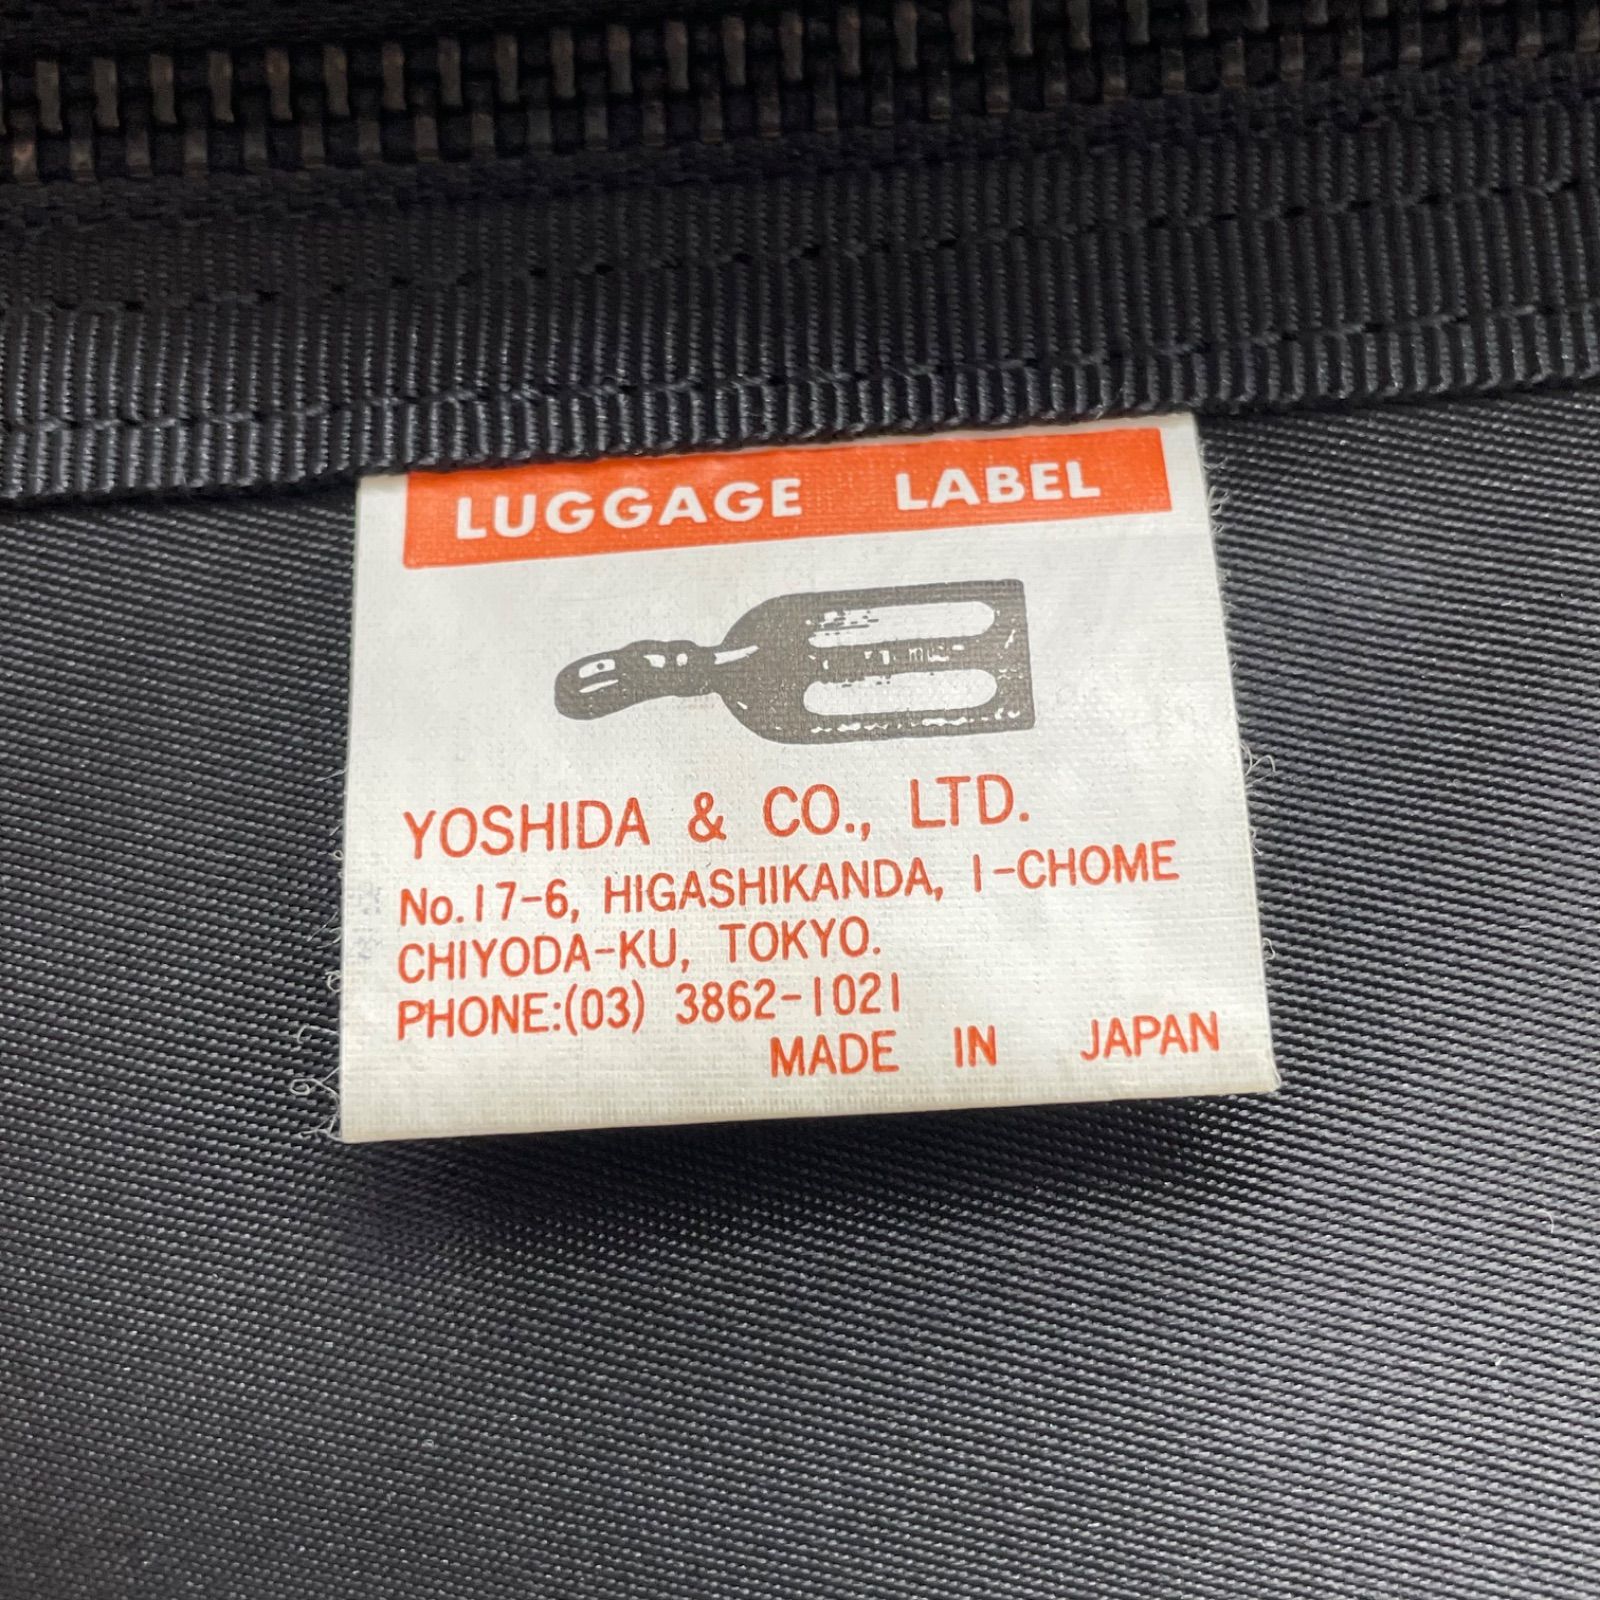 LUGGAGE LABEL
YOSHIDA & CO., LTD.
No.17-6, HIGASHIKANDA, 1-CHOME
CHIYODA-KU, TOKYO.
PHONE:(03) 3862-1021
MADE IN JAPAN